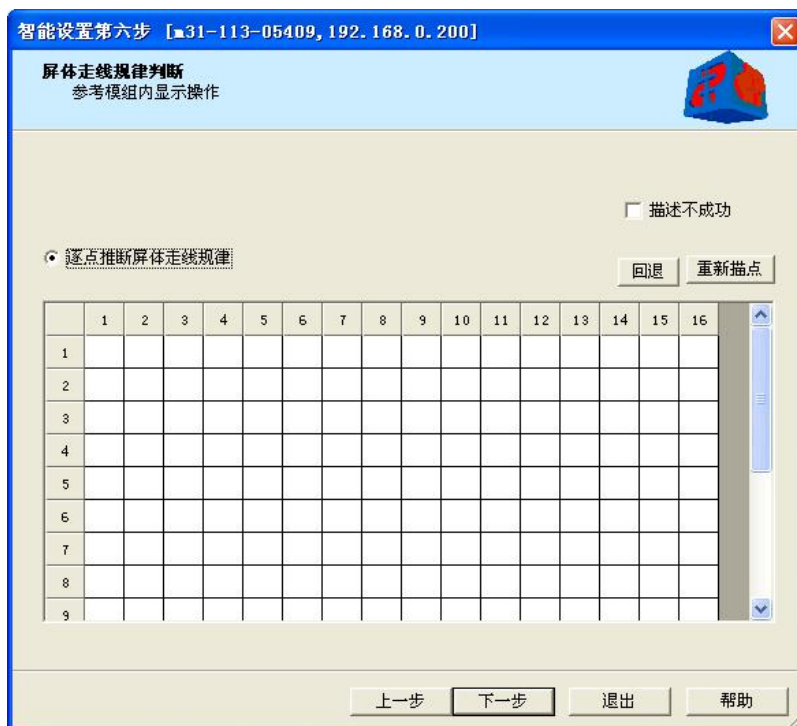 智能设置第六步 [m31-113-05409,192.168.0.200]
屏体走线规律判断
参考模组内显示操作
描述不成功
逐点推断屏体走线规律
回退 重新描点
1 2 3 4 5 6 7 8 9 10 11 12 13 14 15 16
1
2
3
4
5
6
7
8
9
上一步 下一步 退出 帮助